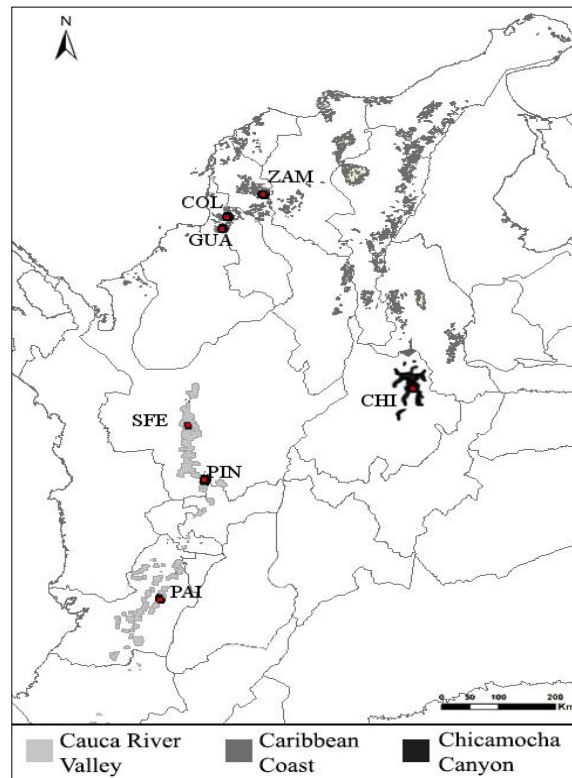 N
ZAM
COL
GUA
CHI
SFE
PIN
PAI
0 50 100 200
Km
Cauca River
Valley
Caribbean
Coast
Chicamocha
Canyon